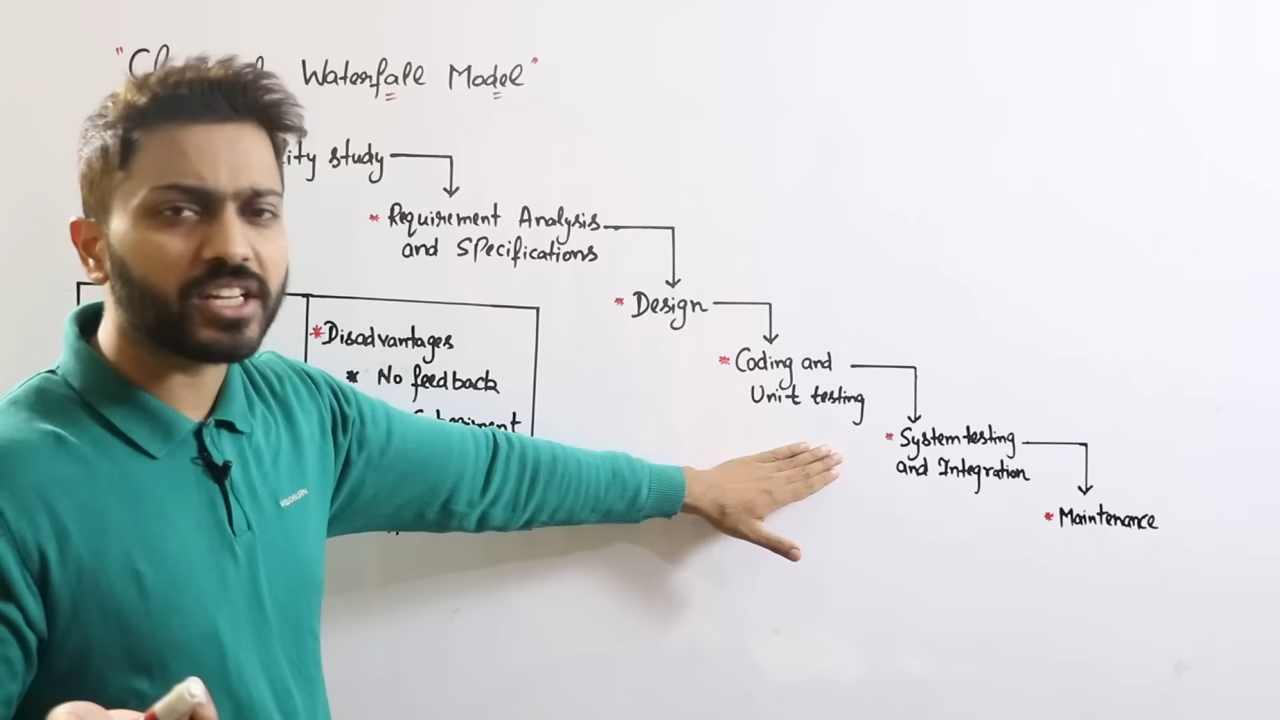 Waterfall Model"
study
* Requirement Analysis
and Specifications
* Design
* Coding and
Unit testing
* System testing
and Integration
* Maintenance
* Disadvantages
* No feedback